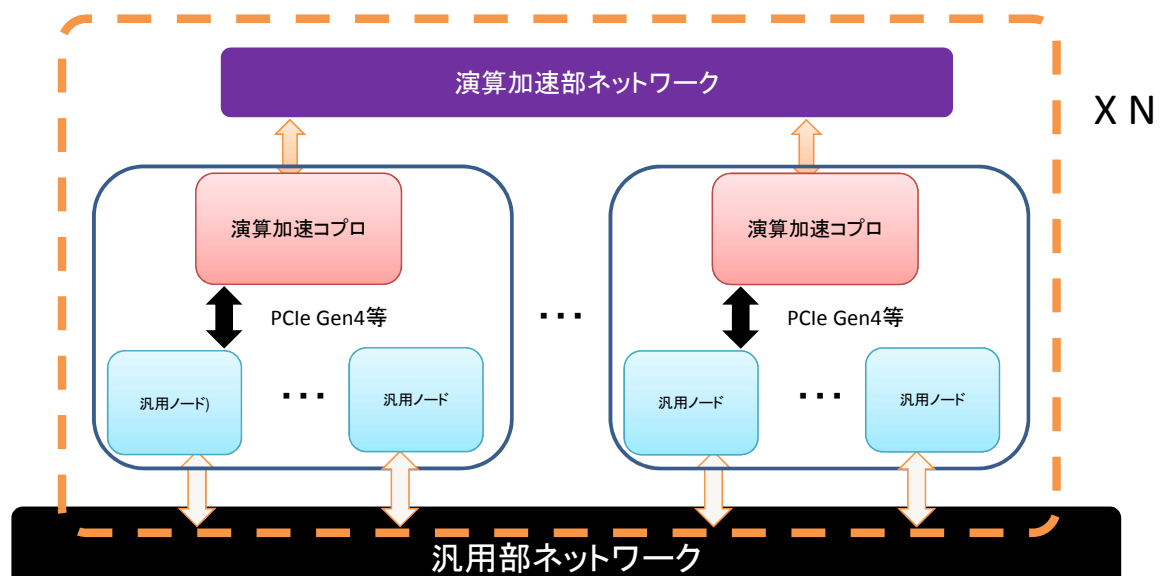 演算加速部ネットワーク
X N
演算加速コプロ
演算加速コプロ
PCIe Gen4等
・・・
PCIe Gen4等
汎用ノード)
・・・
汎用ノード
汎用ノード
・・・
汎用ノード
汎用部ネットワーク